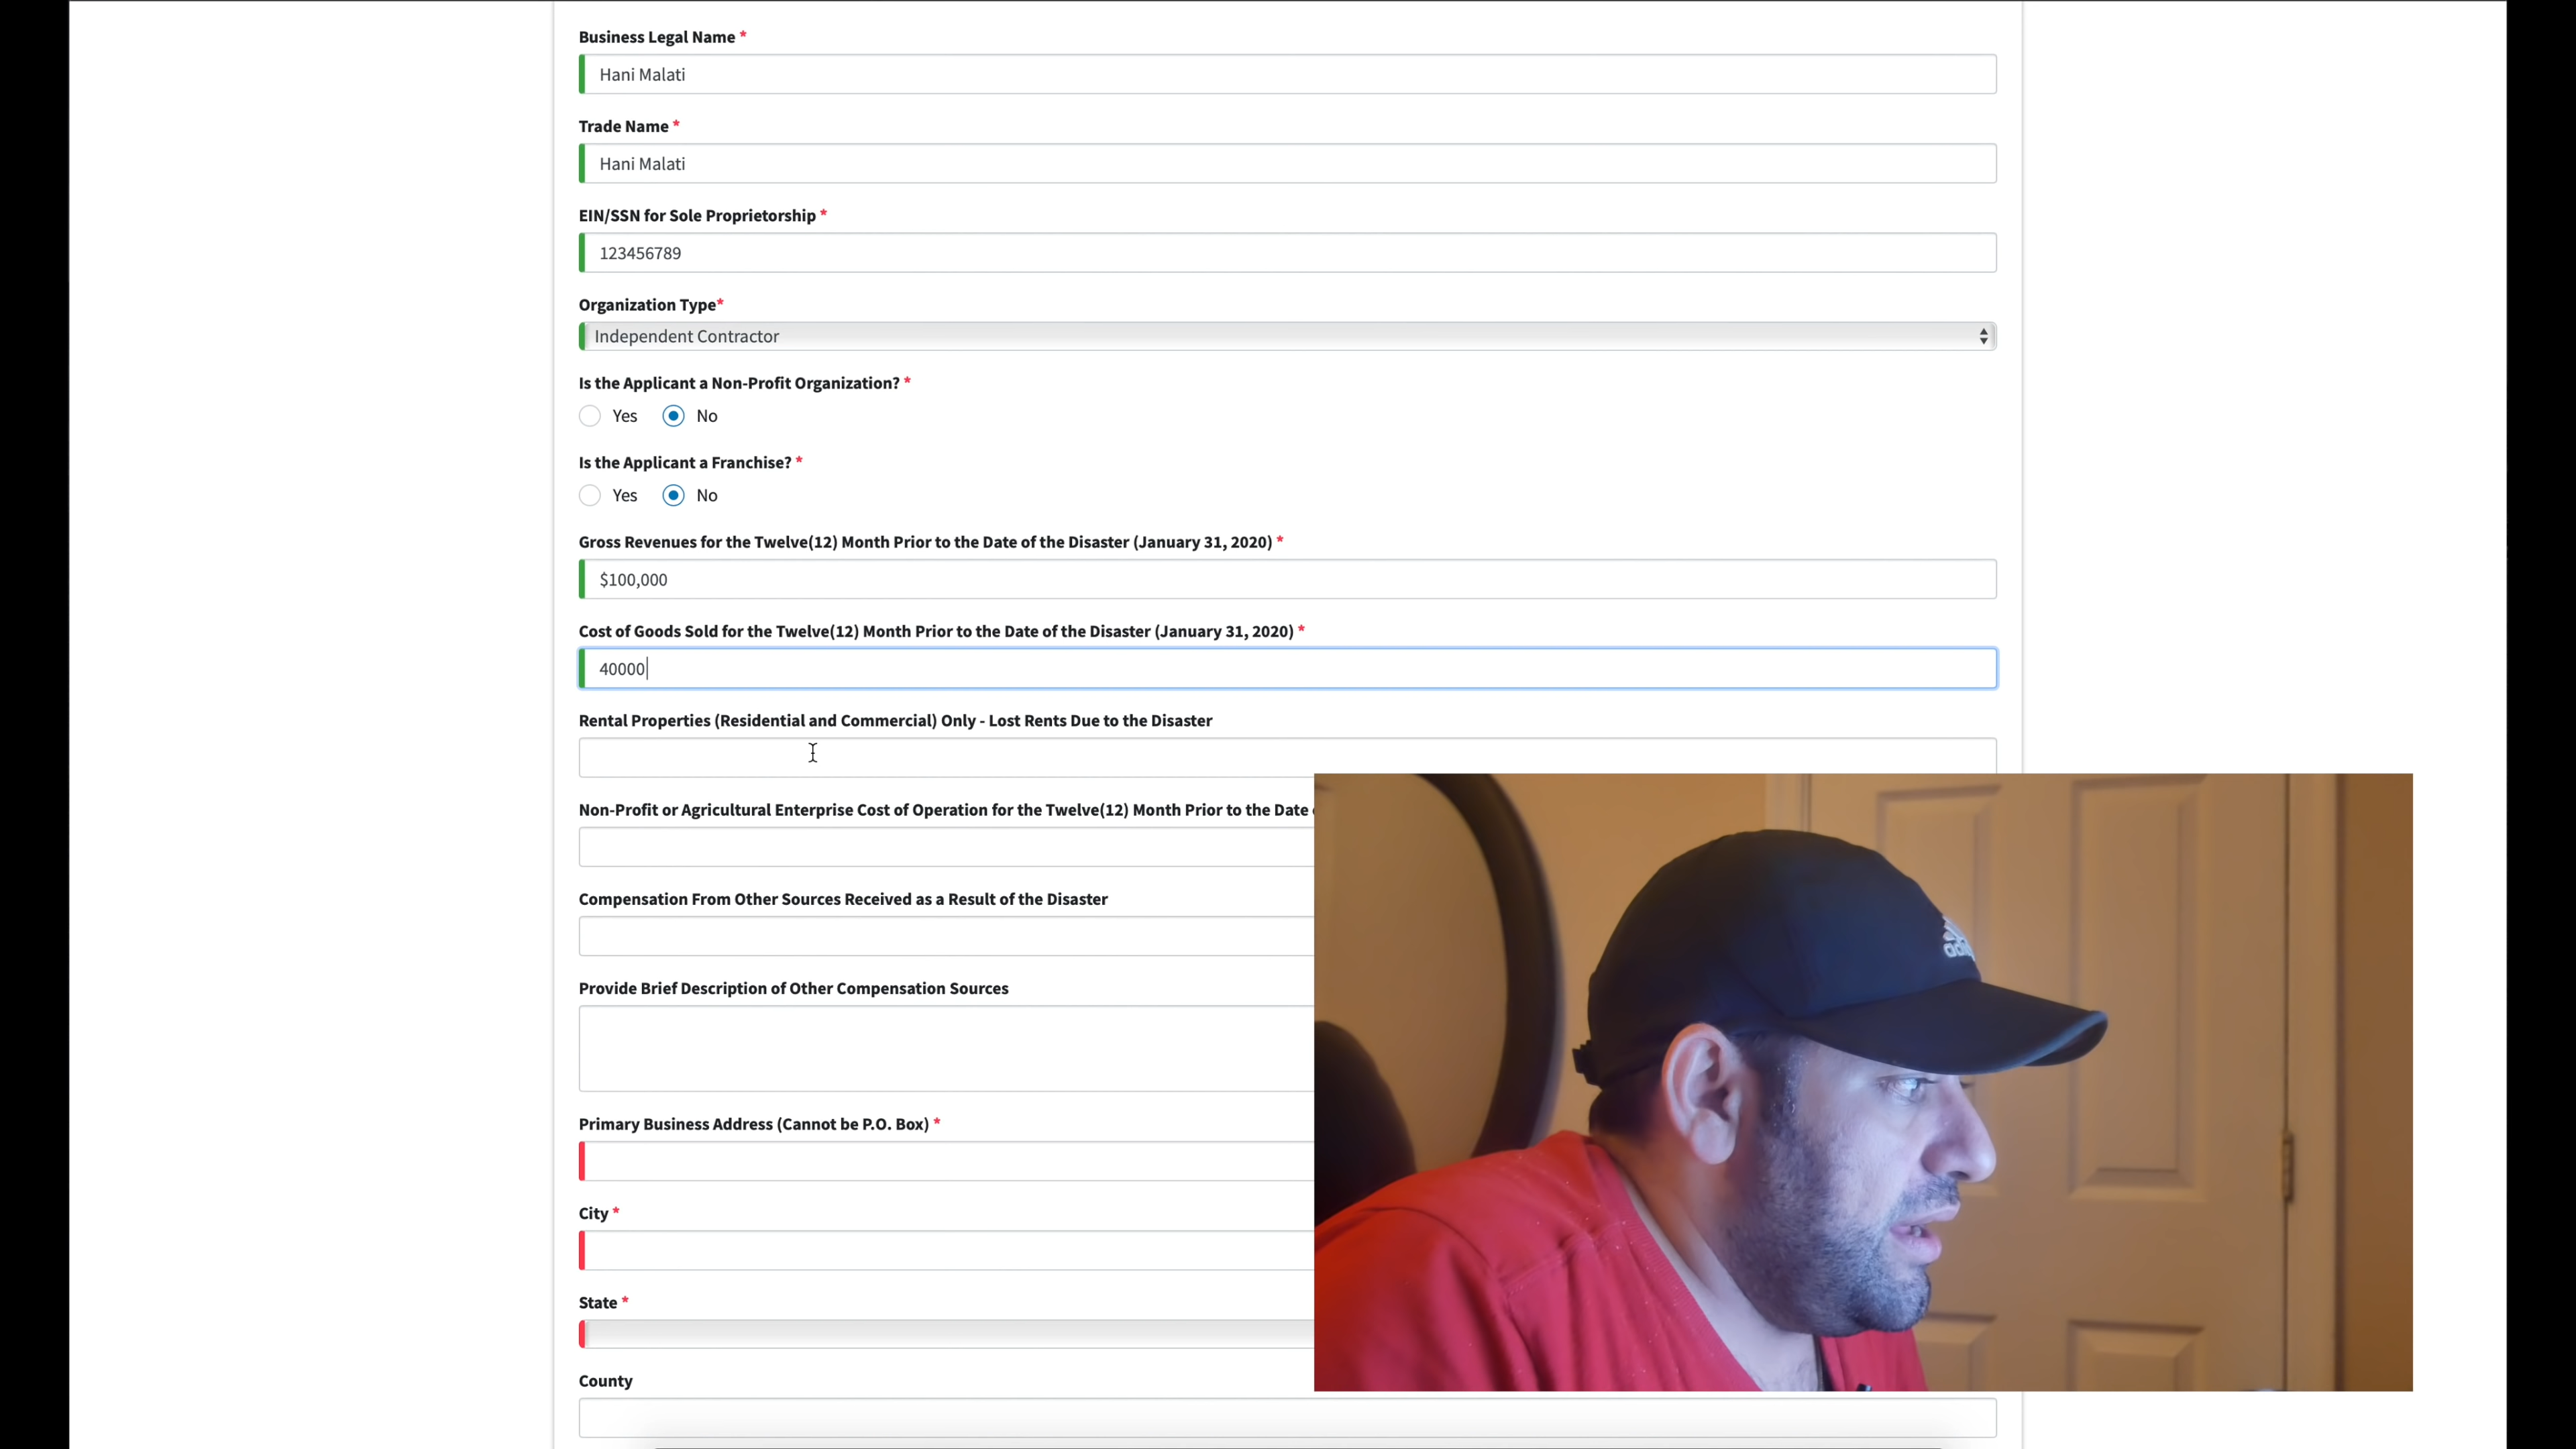 Business Legal Name *
Hani Malati
Trade Name *
Hani Malati
EIN/SSN for Sole Proprietorship *
123456789
Organization Type*
Independent Contractor
Is the Applicant a Non-Profit Organization? *
Yes No
Is the Applicant a Franchise? *
Yes No
Gross Revenues for the Twelve(12) Month Prior to the Date of the Disaster (January 31, 2020) *
$100,000
Cost of Goods Sold for the Twelve(12) Month Prior to the Date of the Disaster (January 31, 2020) *
40000
Rental Properties (Residential and Commercial) Only - Lost Rents Due to the Disaster
Non-Profit or Agricultural Enterprise Cost of Operation for the Twelve(12) Month Prior to the Date
Compensation From Other Sources Received as a Result of the Disaster
Provide Brief Description of Other Compensation Sources
Primary Business Address (Cannot be P.O. Box) *
City *
State *
County